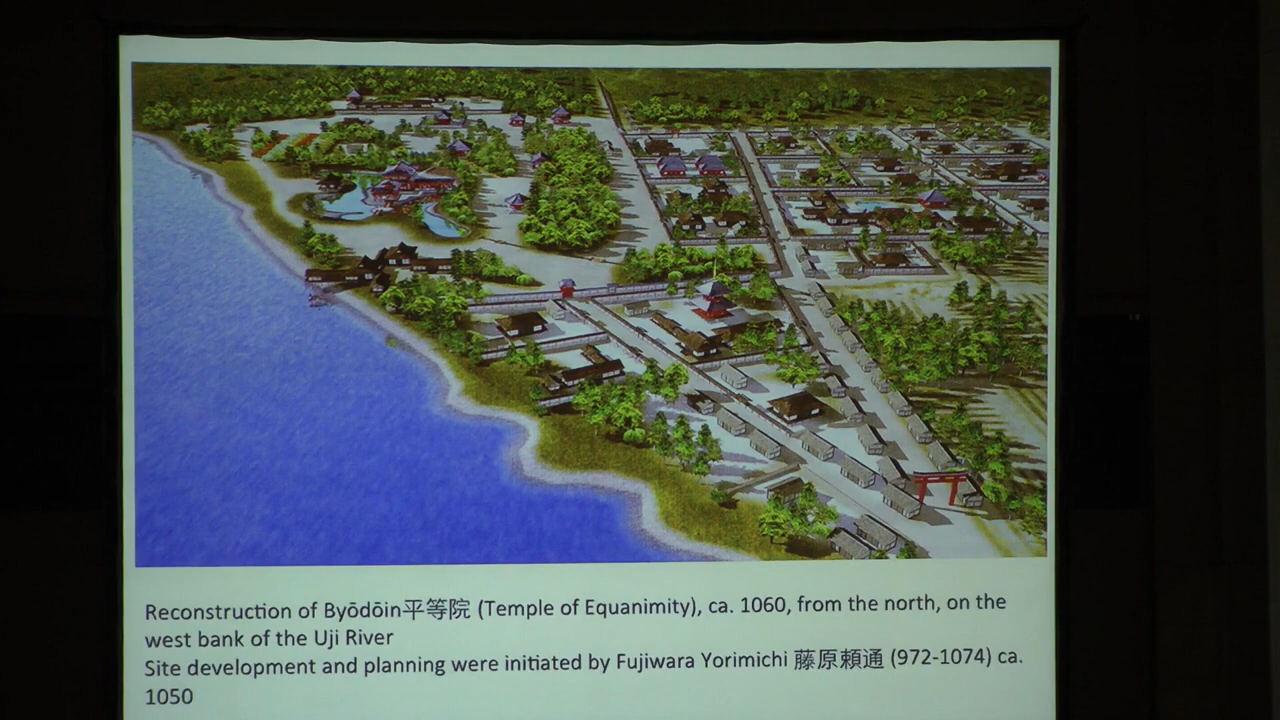 Reconstruction of Byōdōin平等院 (Temple of Equanimity), ca. 1060, from the north, on the
west bank of the Uji River
Site development and planning were initiated by Fujiwara Yorimichi 藤原頼通 (972-1074) ca.
1050